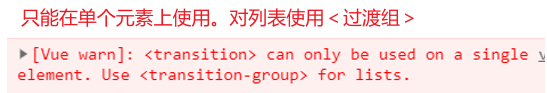 只能在单个元素上使用。对列表使用＜过渡组＞
▶[Vue warn]: <transition> can only be used on a single v
element. Use <transition-group> for lists.